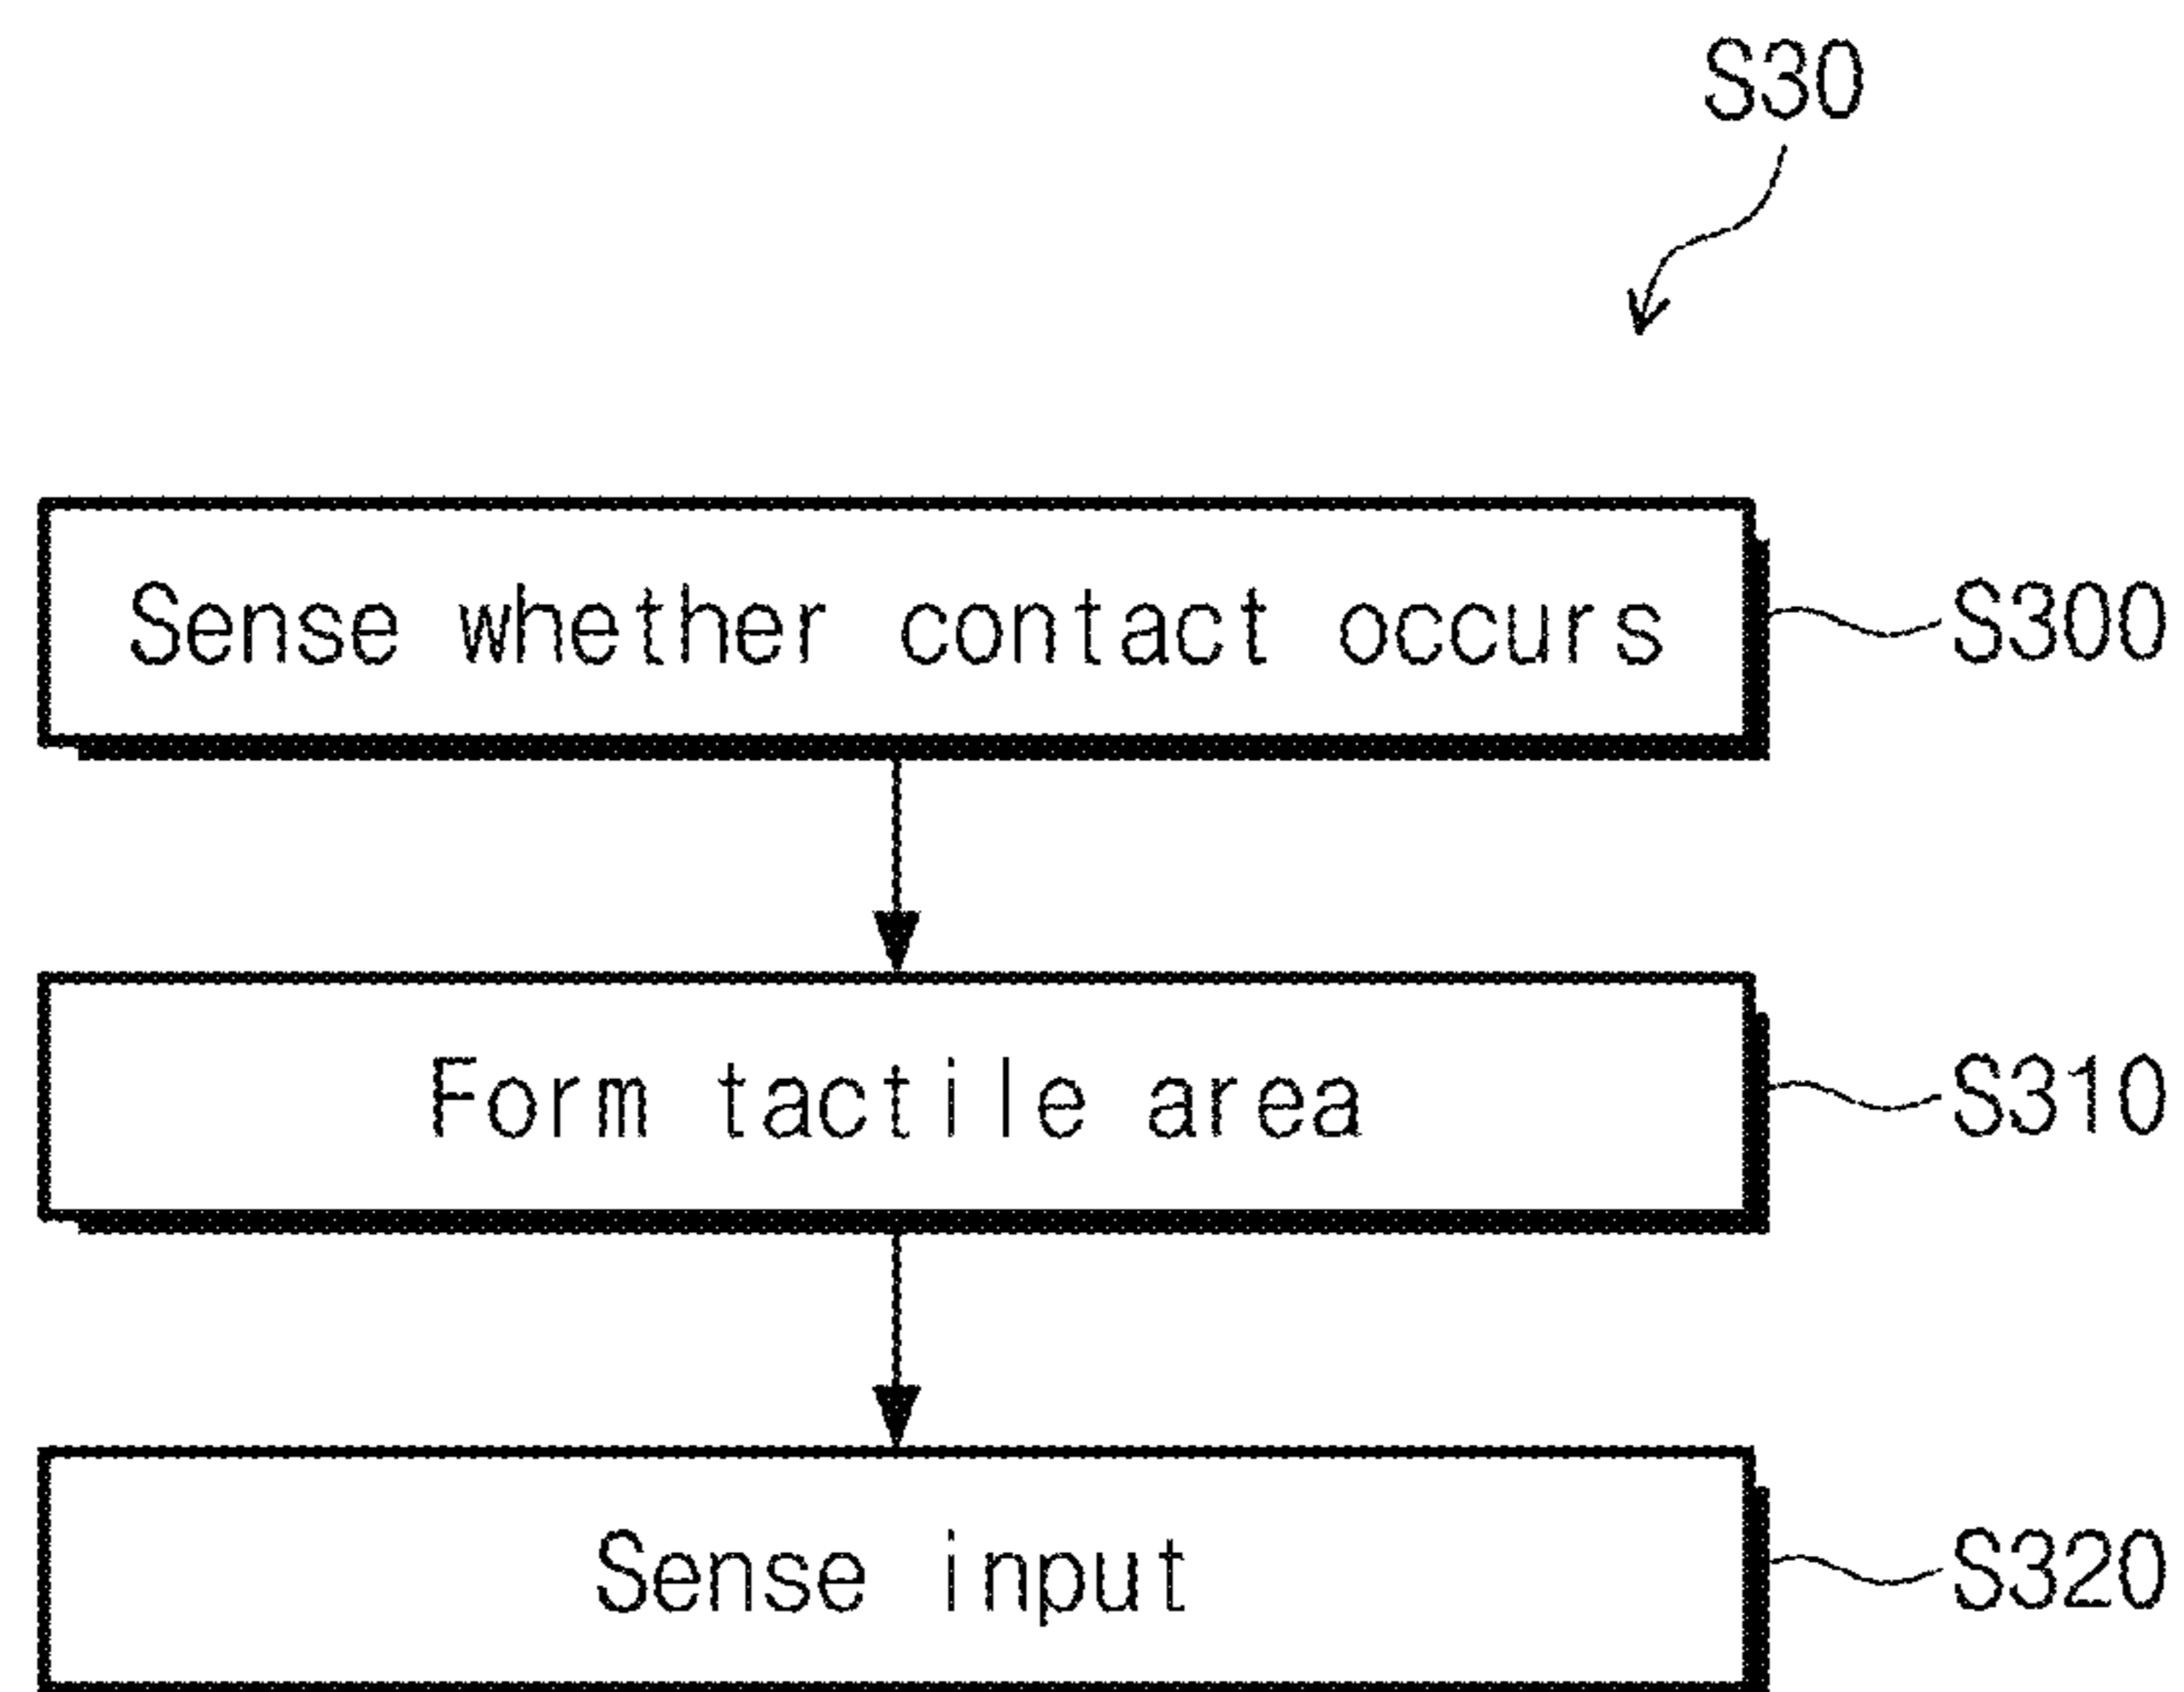 S30
Sense whether contact occurs
S300
Form tactile area
S310
Sense input
S320